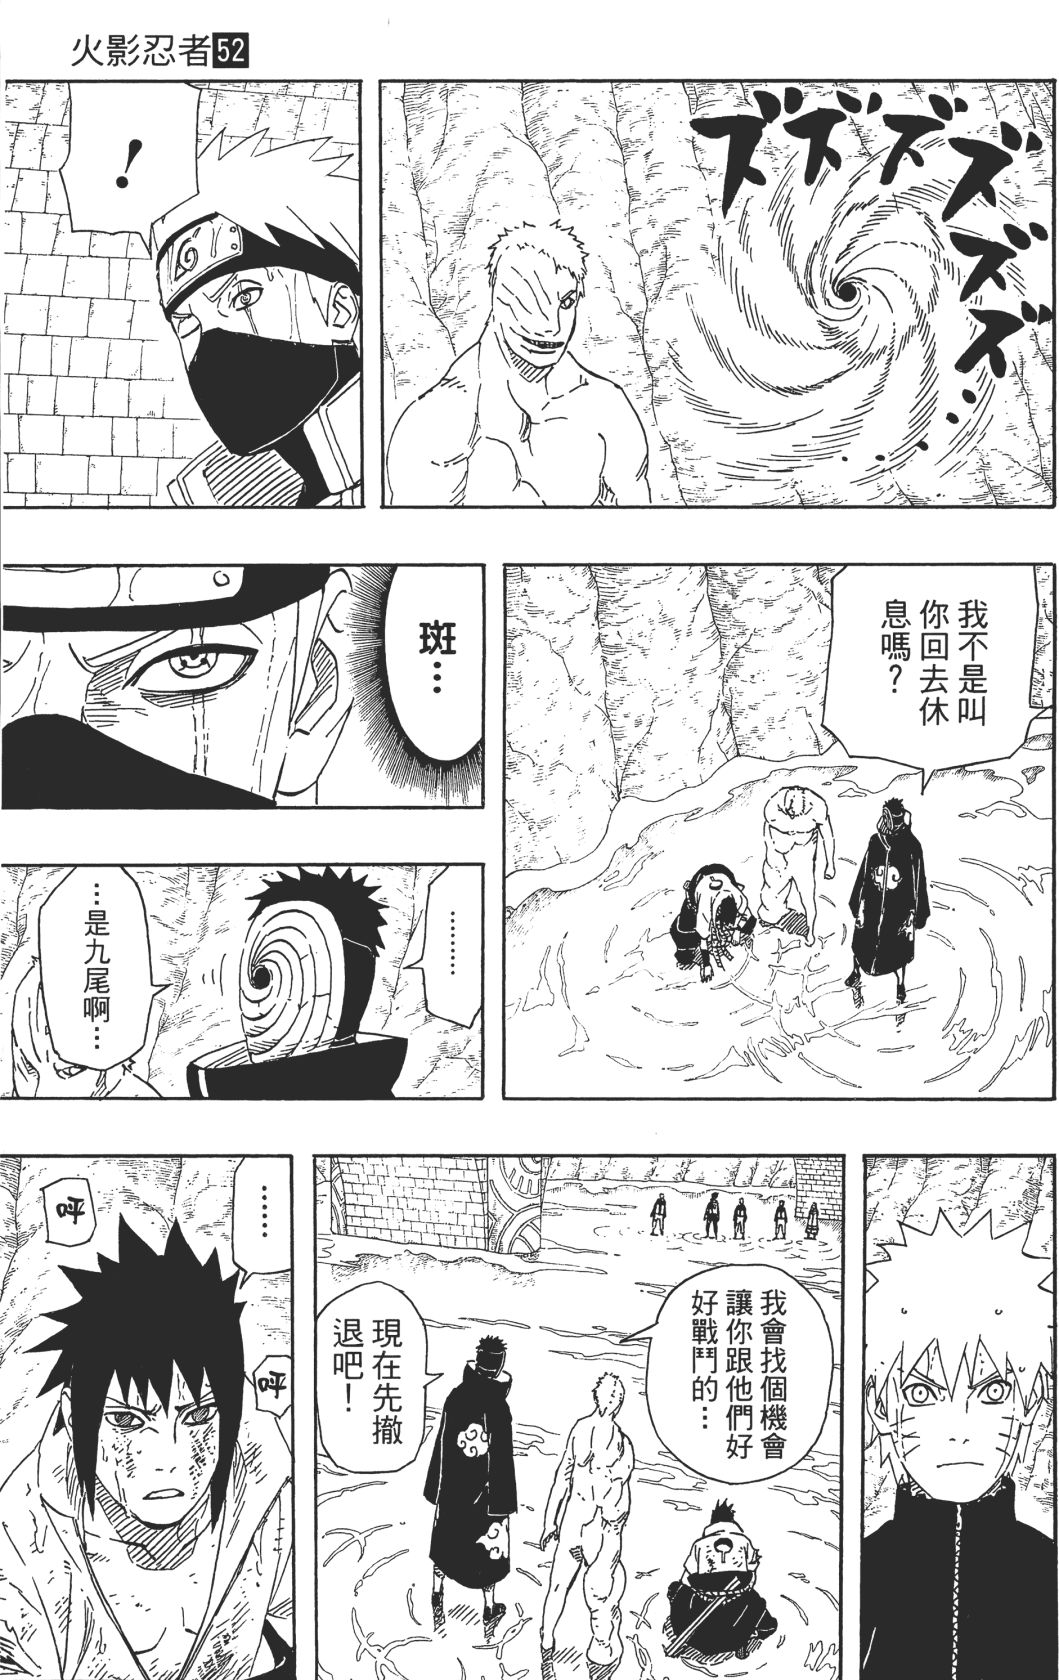 火影忍者52
ズズズズズズ…
！
我不是叫
你回去休
息嗎？
斑…
………
…是九尾啊…
我會找個機會
讓你跟他們好
好戰鬥的…
現在先撤
退吧！
……
呼
呼